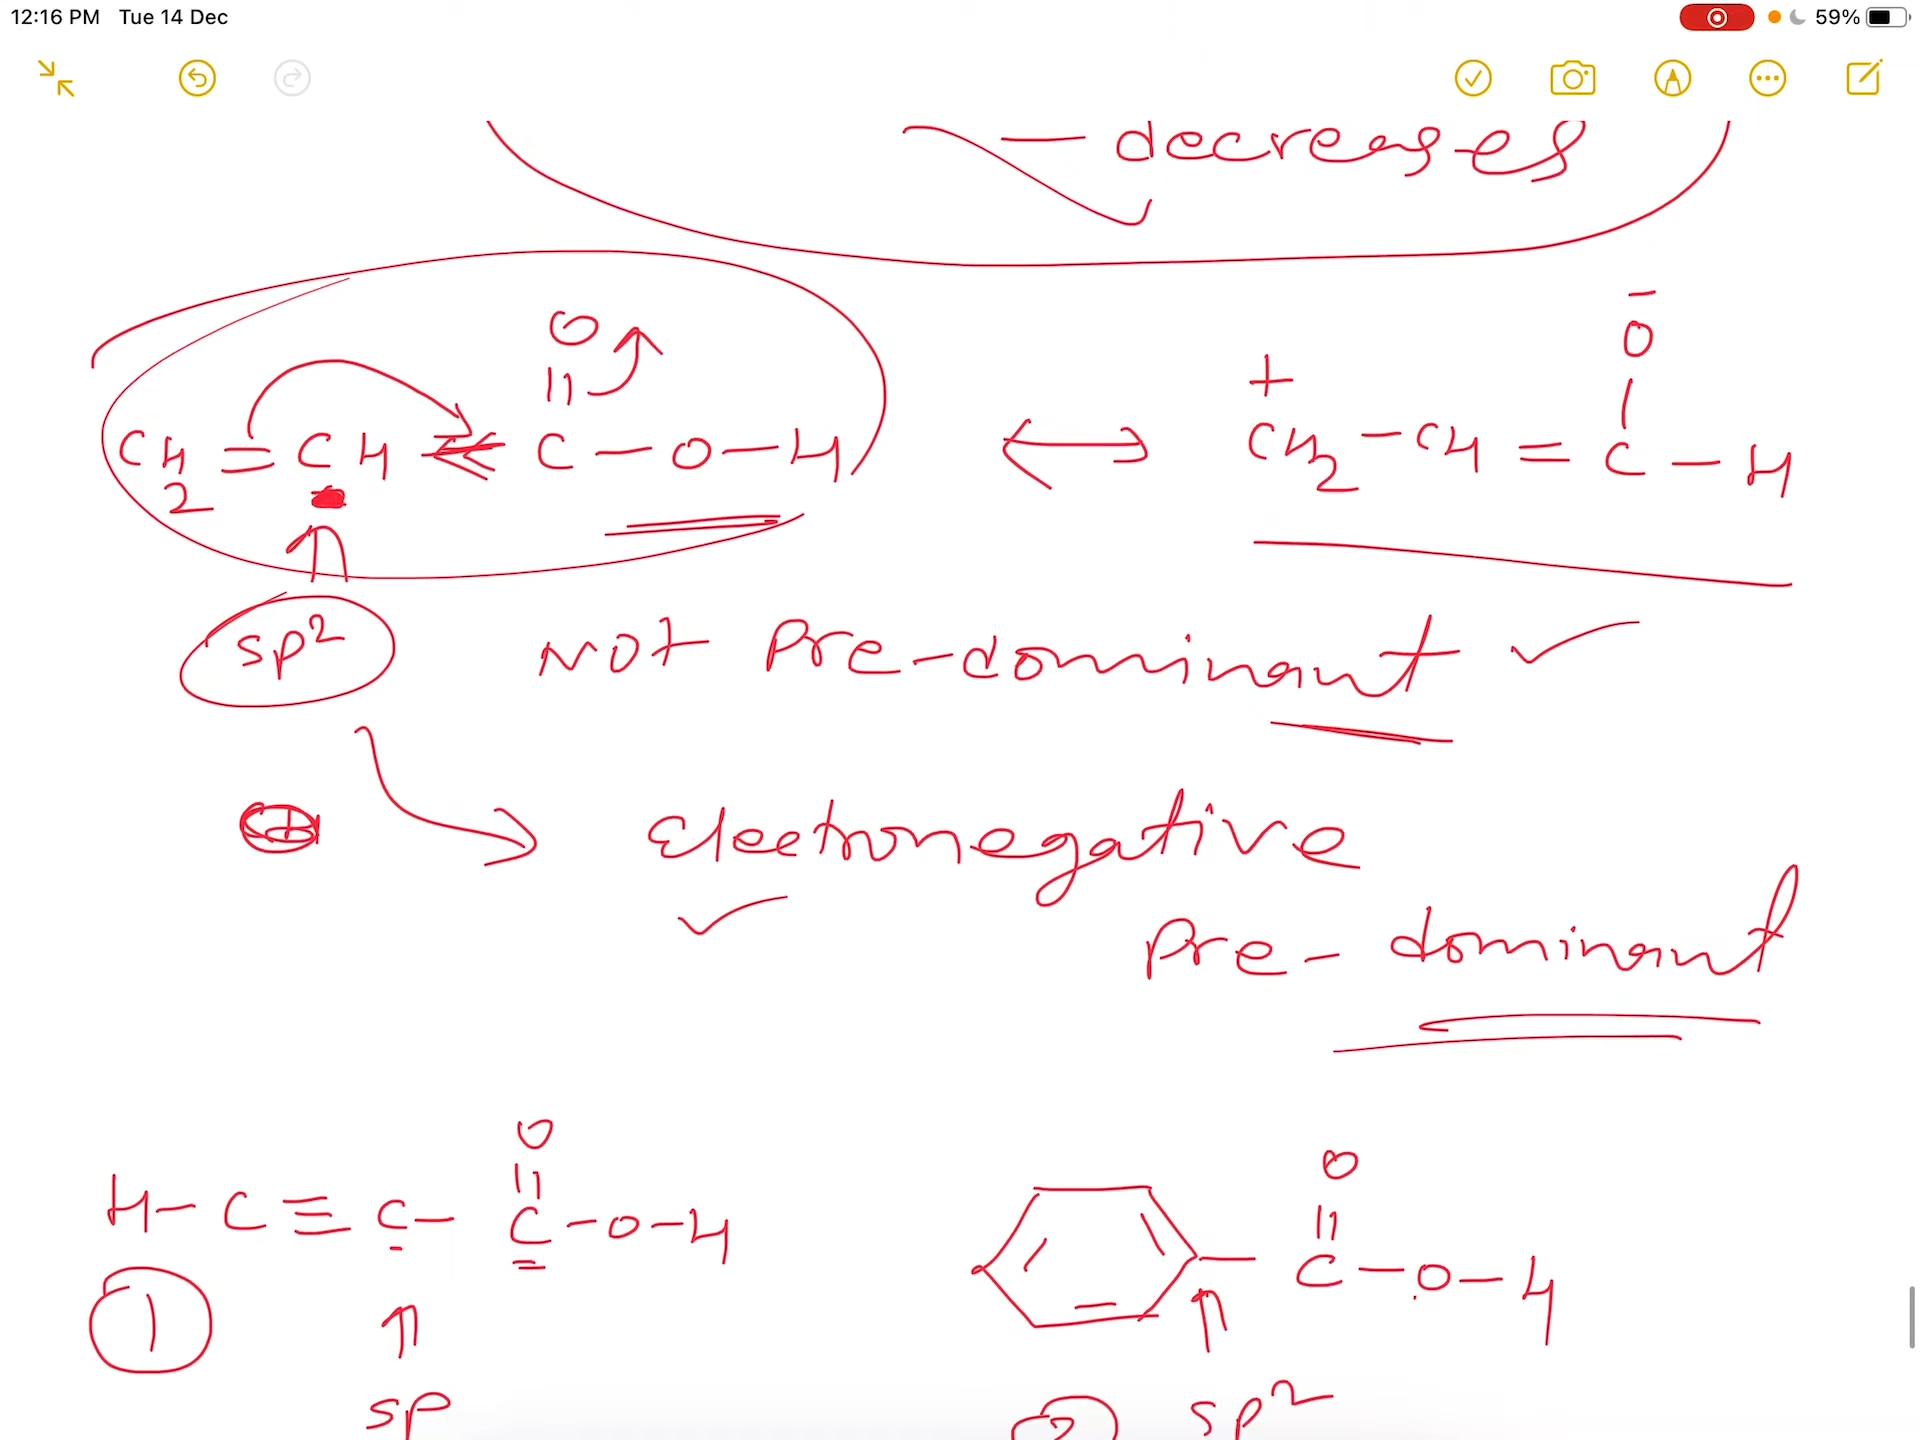 12:16 PM Tue 14 Dec 59%
— decreases
O
||
CH2 = CH — C — O — H ↔ + CH2 — CH = C — H
O
-
sp2 NOT Pre-dominant ✓
Electronegative
Pre-dominant
O
||
H — C ≡ C — C — O — H
O
||
C — O — H
1
sp
2 sp2